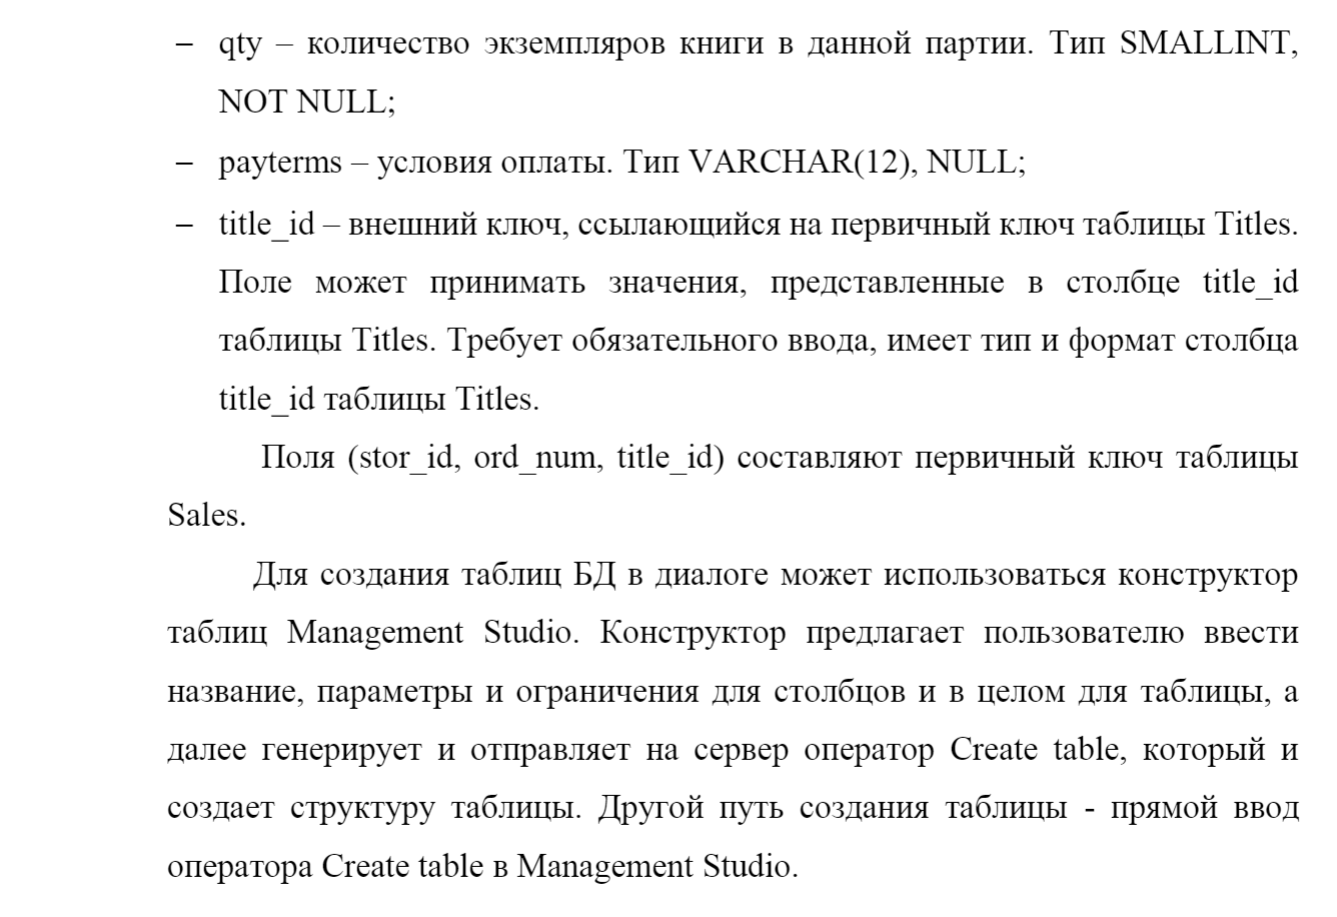 – qty – количество экземпляров книги в данной партии. Тип SMALLINT,
NOT NULL;
– payterms – условия оплаты. Тип VARCHAR(12), NULL;
– title_id – внешний ключ, ссылающийся на первичный ключ таблицы Titles.
Поле может принимать значения, представленные в столбце title_id
таблицы Titles. Требует обязательного ввода, имеет тип и формат столбца
title_id таблицы Titles.
Поля (stor_id, ord_num, title_id) составляют первичный ключ таблицы
Sales.
Для создания таблиц БД в диалоге может использоваться конструктор
таблиц Management Studio. Конструктор предлагает пользователю ввести
название, параметры и ограничения для столбцов и в целом для таблицы, а
далее генерирует и отправляет на сервер оператор Create table, который и
создает структуру таблицы. Другой путь создания таблицы - прямой ввод
оператора Create table в Management Studio.